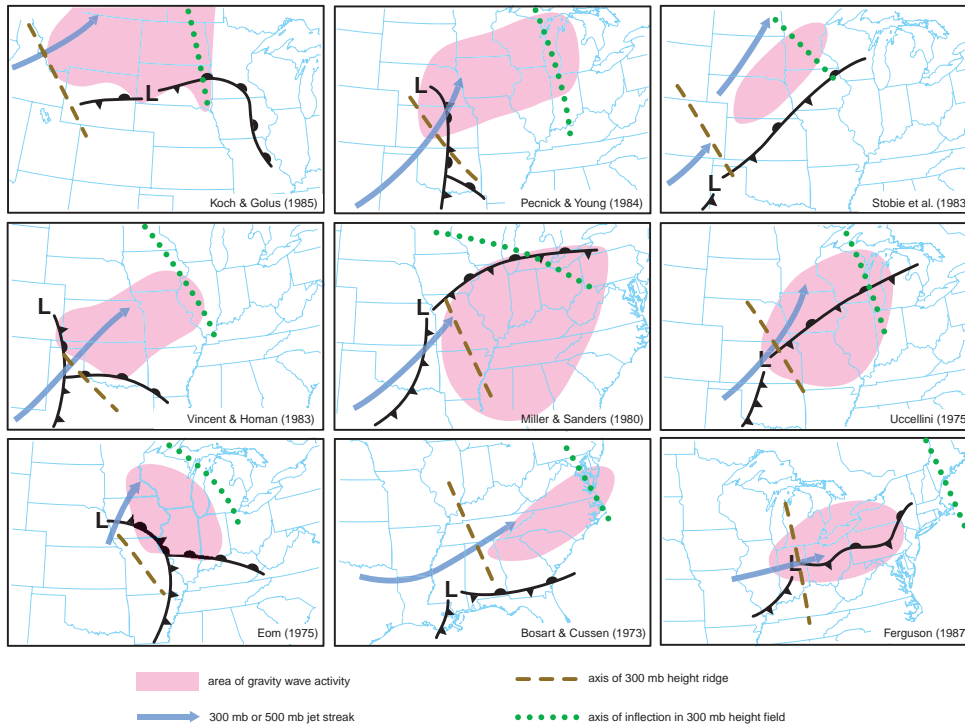 L
Koch & Golus (1985)
L
Pecnick & Young (1984)
L
Stobie et al. (1983
L
Vincent & Homan (1983)
L
Miller & Sanders (1980)
L
Uccellini (1975
L
Eom (1975)
L
Bosart & Cussen (1973)
L
Ferguson (1987
area of gravity wave activity
axis of 300 mb height ridge
300 mb or 500 mb jet streak
axis of inflection in 300 mb height field